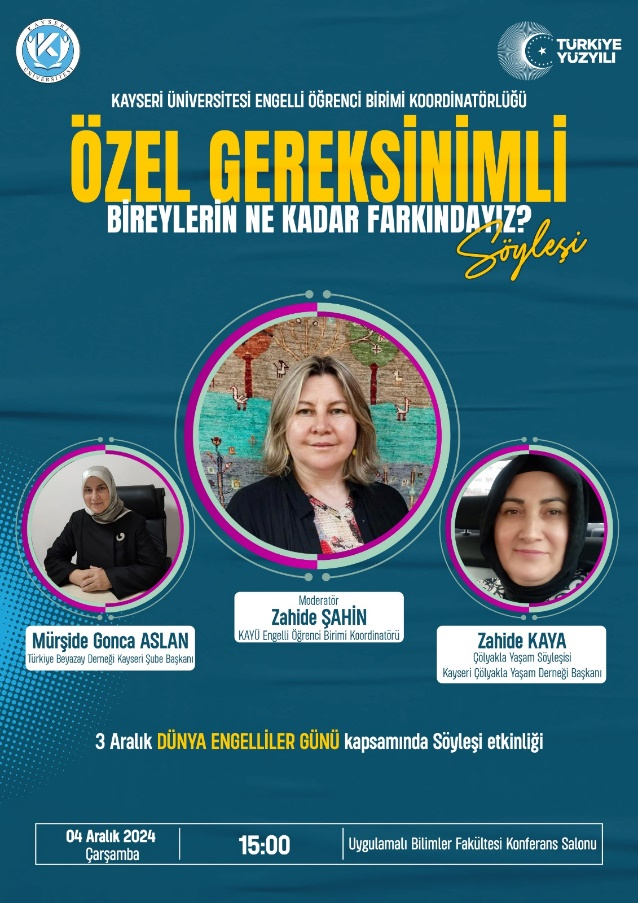 KAYSERİ ÜNİVERSİTESİ
TÜRKİYE
YÜZYILI
KAYSERİ ÜNİVERSİTESİ ENGELLİ ÖĞRENCİ BİRİMİ KOORDİNATÖRLÜĞÜ
ÖZEL GEREKSİNİMLİ
BİREYLERİN NE KADAR FARKINDAYIZ?
Söyleşi
Moderatör
Zahide ŞAHİN
KAYÜ Engelli Öğrenci Birimi Koordinatörü
Mürşide Gonca ASLAN
Türkiye Beyazay Derneği Kayseri Şube Başkanı
Zahide KAYA
Çölyakla Yaşam Söyleşisi
Kayseri Çölyakla Yaşam Derneği Başkanı
3 Aralık DÜNYA ENGELLİLER GÜNÜ kapsamında Söyleşi etkinliği
04 Aralık 2024
Çarşamba
15:00
Uygulamalı Bilimler Fakültesi Konferans Salonu